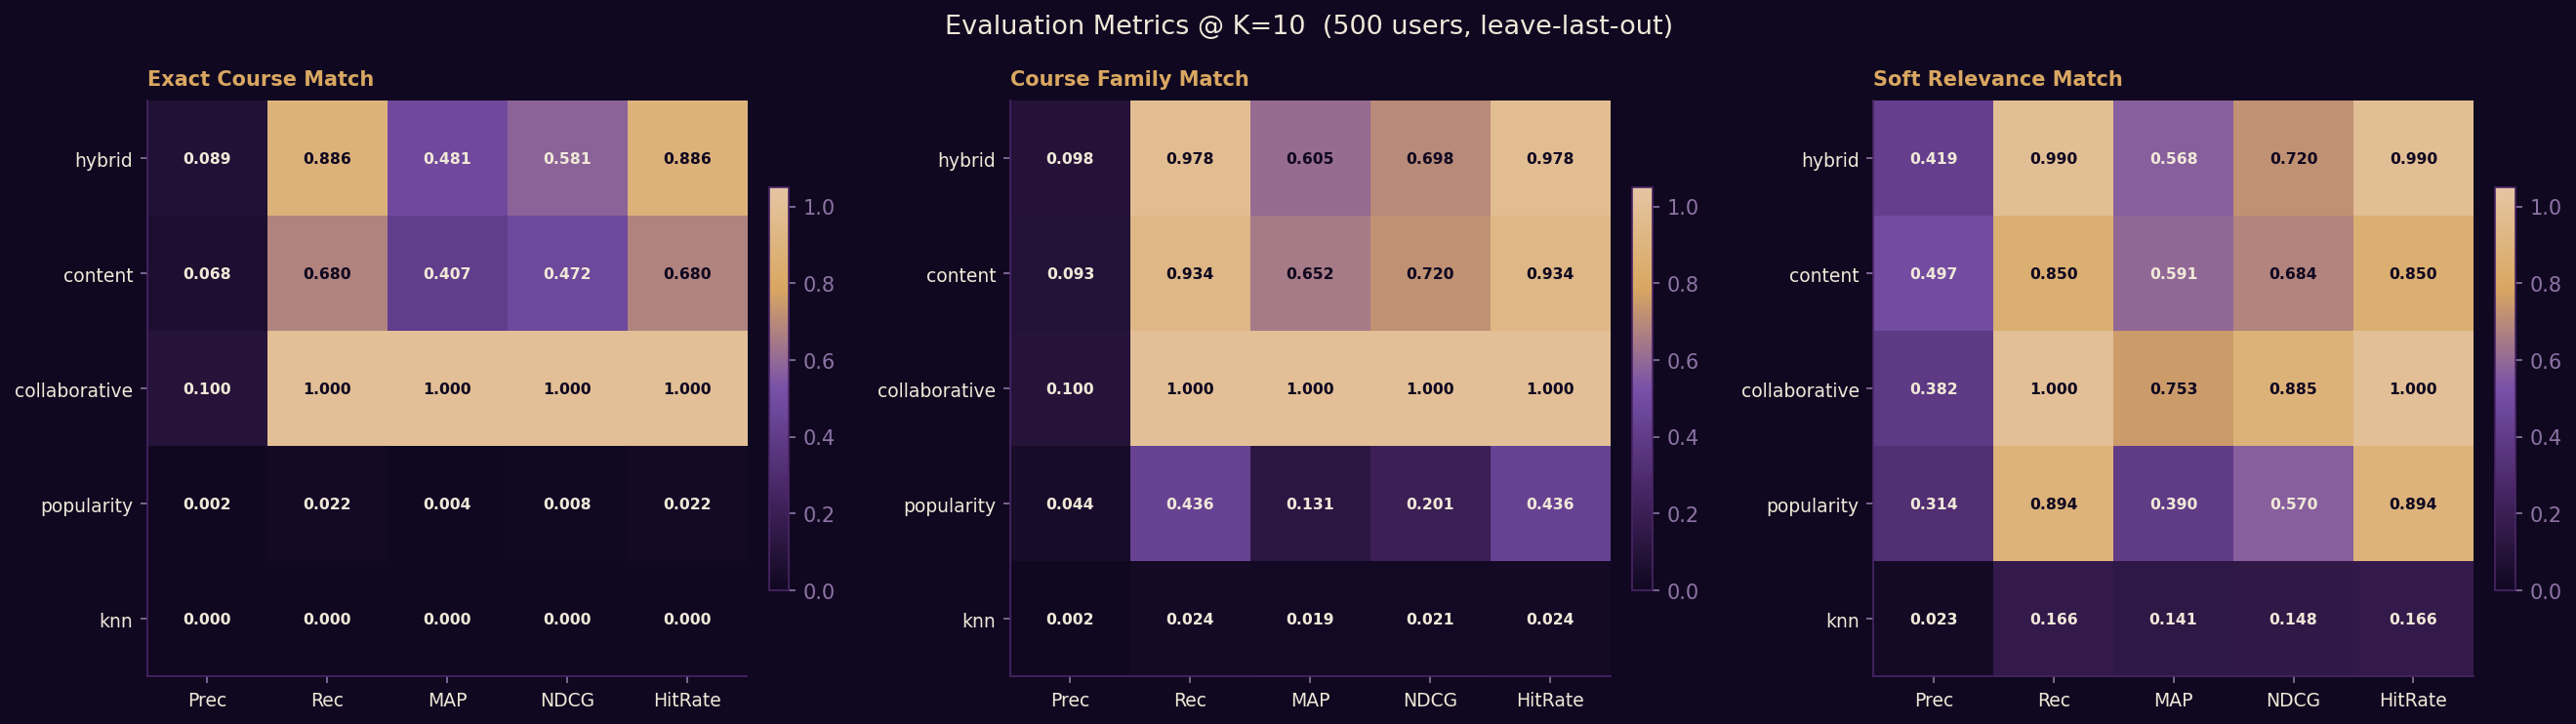 Evaluation Metrics @ K=10 (500 users, leave-last-out)
Exact Course Match
hybrid 0.089 0.886 0.481 0.581 0.886
content 0.068 0.680 0.407 0.472 0.680
collaborative 0.100 1.000 1.000 1.000 1.000
popularity 0.002 0.022 0.004 0.008 0.022
knn 0.000 0.000 0.000 0.000 0.000
Prec Rec MAP NDCG HitRate
1.0
0.8
0.6
0.4
0.2
0.0
Course Family Match
hybrid 0.098 0.978 0.605 0.698 0.978
content 0.093 0.934 0.652 0.720 0.934
collaborative 0.100 1.000 1.000 1.000 1.000
popularity 0.044 0.436 0.131 0.201 0.436
knn 0.002 0.024 0.019 0.021 0.024
Prec Rec MAP NDCG HitRate
1.0
0.8
0.6
0.4
0.2
0.0
Soft Relevance Match
hybrid 0.419 0.990 0.568 0.720 0.990
content 0.497 0.850 0.591 0.684 0.850
collaborative 0.382 1.000 0.753 0.885 1.000
popularity 0.314 0.894 0.390 0.570 0.894
knn 0.023 0.166 0.141 0.148 0.166
Prec Rec MAP NDCG HitRate
1.0
0.8
0.6
0.4
0.2
0.0